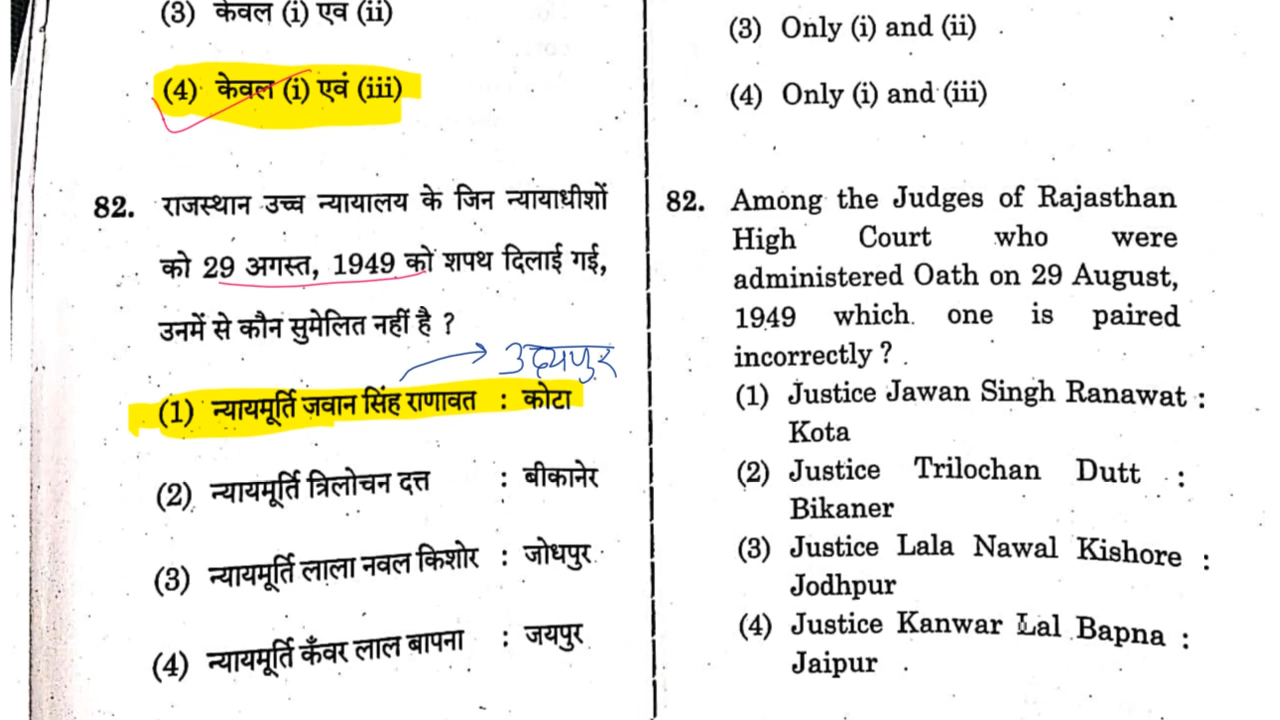 (3) केवल (i) एव (ii)
(4) केवल (i) एवं (iii)
82. राजस्थान उच्च न्यायालय के जिन न्यायाधीशों
को 29 अगस्त, 1949 को शपथ दिलाई गई,
उनमें से कौन सुमेलित नहीं है ?
उदयपुर
(1) न्यायमूर्ति जवान सिंह राणावत : कोटा
(2) न्यायमूर्ति त्रिलोचन दत्त : बीकानेर
(3) न्यायमूर्ति लाला नवल किशोर : जोधपुर
(4) न्यायमूर्ति कँवर लाल बापना : जयपुर
(3) Only (i) and (ii)
(4) Only (i) and (iii)
82. Among the Judges of Rajasthan
High Court who were
administered Oath on 29 August,
1949 which one is paired
incorrectly ?
(1) Justice Jawan Singh Ranawat :
Kota
(2) Justice Trilochan Dutt :
Bikaner
(3) Justice Lala Nawal Kishore :
Jodhpur
(4) Justice Kanwar Lal Bapna :
Jaipur